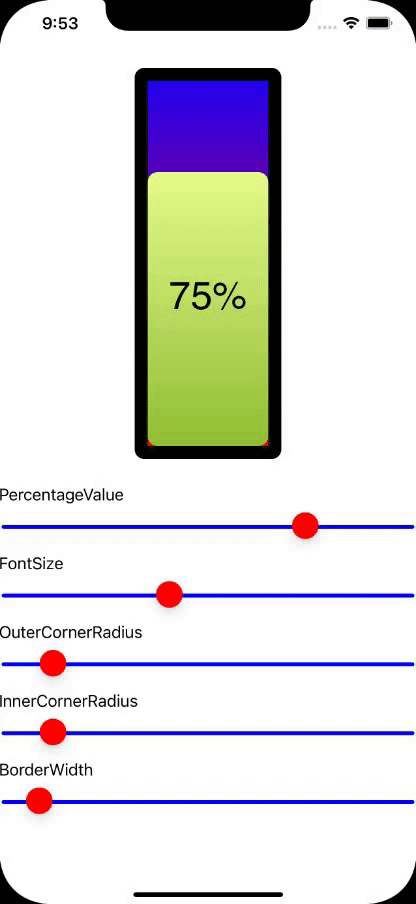 9:53
75%
PercentageValue
FontSize
OuterCornerRadius
InnerCornerRadius
BorderWidth